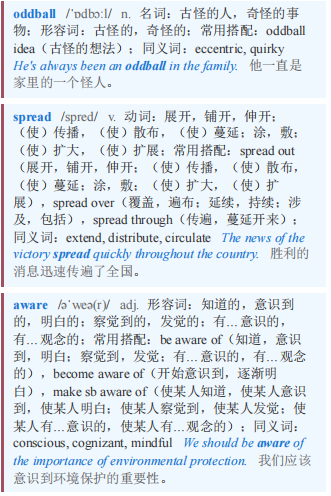 oddball /ˈɒdbɔːl/ n. 名词：古怪的人，奇怪的事
物；形容词：古怪的，奇怪的；常用搭配：oddball
idea（古怪的想法）；同义词：eccentric, quirky
He's always been an oddball in the family. 他一直是
家里的一个怪人。
spread /spred/ v. 动词：展开，铺开，伸开；
（使）传播，（使）散布，（使）蔓延；涂，敷；
（使）扩大，（使）扩展；常用搭配：spread out
（展开，铺开，伸开；（使）传播，（使）散布，
（使）蔓延；涂，敷；（使）扩大，（使）扩
展），spread over（覆盖，遍布；延续，持续；涉
及，包括），spread through（传遍，蔓延开来）；
同义词：extend, distribute, circulate The news of the
victory spread quickly throughout the country. 胜利的
消息迅速传遍了全国。
aware /əˈweə(r)/ adj. 形容词：知道的，意识到
的，明白的；察觉到的，发觉的；有…意识的，
有…观念的；常用搭配：be aware of（知道，意识
到，明白；察觉到，发觉；有…意识的，有…观念
的），become aware of（开始意识到，逐渐明
白），make sb aware of（使某人知道，使某人意识
到，使某人明白；使某人察觉到，使某人发觉；使
某人有…意识的，使某人有…观念的）；同义词：
conscious, cognizant, mindful We should be aware of
the importance of environmental protection. 我们应该
意识到环境保护的重要性。